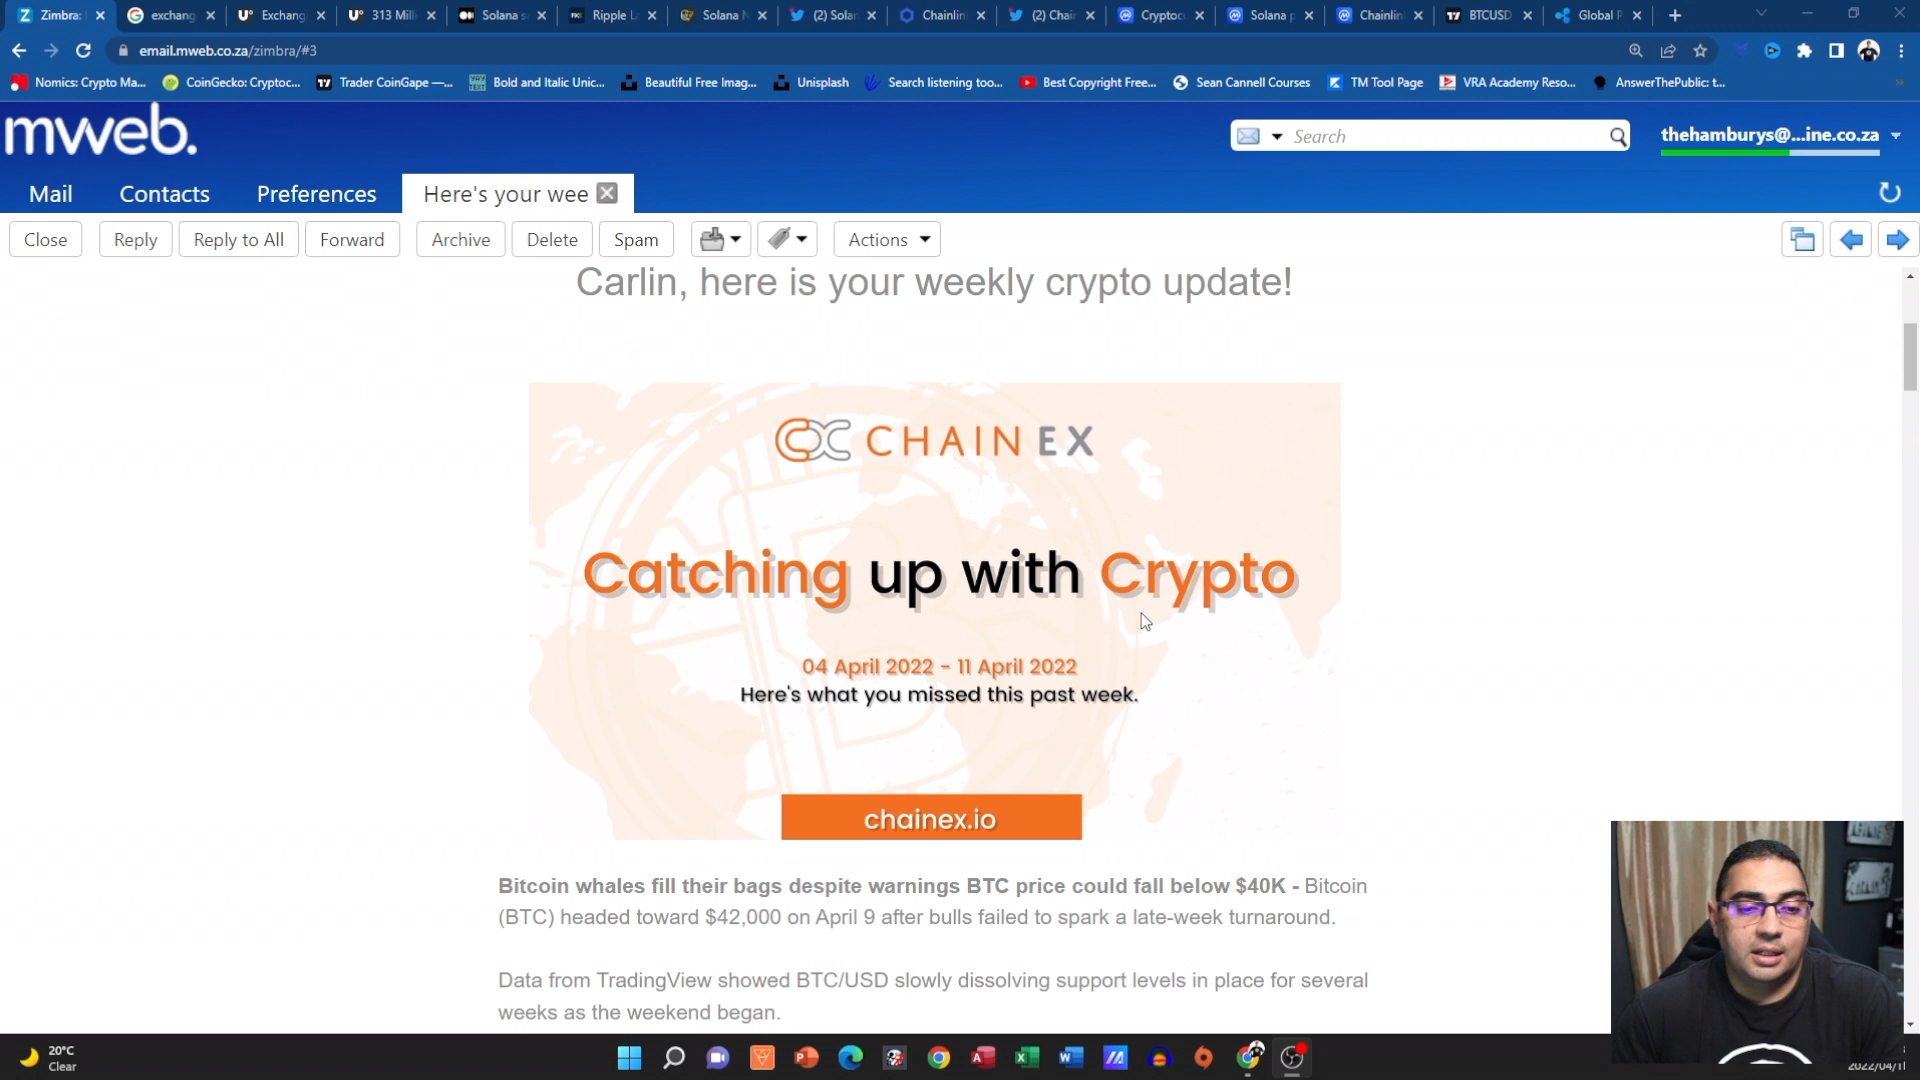 Zimbra:
exchang
Exchang
313 Milli
Solana s
Ripple La
Solana N
(2) Solan
Chainlin
(2) Chai
Cryptoc
Solana p
Chainlin
BTCUSD
Global P
email.mweb.co.za/zimbra/#3
Nomics: Crypto Ma...
CoinGecko: Cryptoc...
Trader CoinGape —...
Bold and Italic Unic...
Beautiful Free Imag...
Unisplash
Search listening too...
Best Copyright Free...
Sean Cannell Courses
TM Tool Page
VRA Academy Reso...
AnswerThePublic: t...
mweb.
Search
thehamburys@...ine.co.za
Mail
Contacts
Preferences
Here's your wee
Close
Reply
Reply to All
Forward
Archive
Delete
Spam
Actions
Carlin, here is your weekly crypto update!
CHAIN EX
Catching up with Crypto
04 April 2022 - 11 April 2022
Here's what you missed this past week.
chainex.io
Bitcoin whales fill their bags despite warnings BTC price could fall below $40K - Bitcoin
(BTC) headed toward $42,000 on April 9 after bulls failed to spark a late-week turnaround.
Data from TradingView showed BTC/USD slowly dissolving support levels in place for several
weeks as the weekend began.
20°C
Clear
2022/04/11